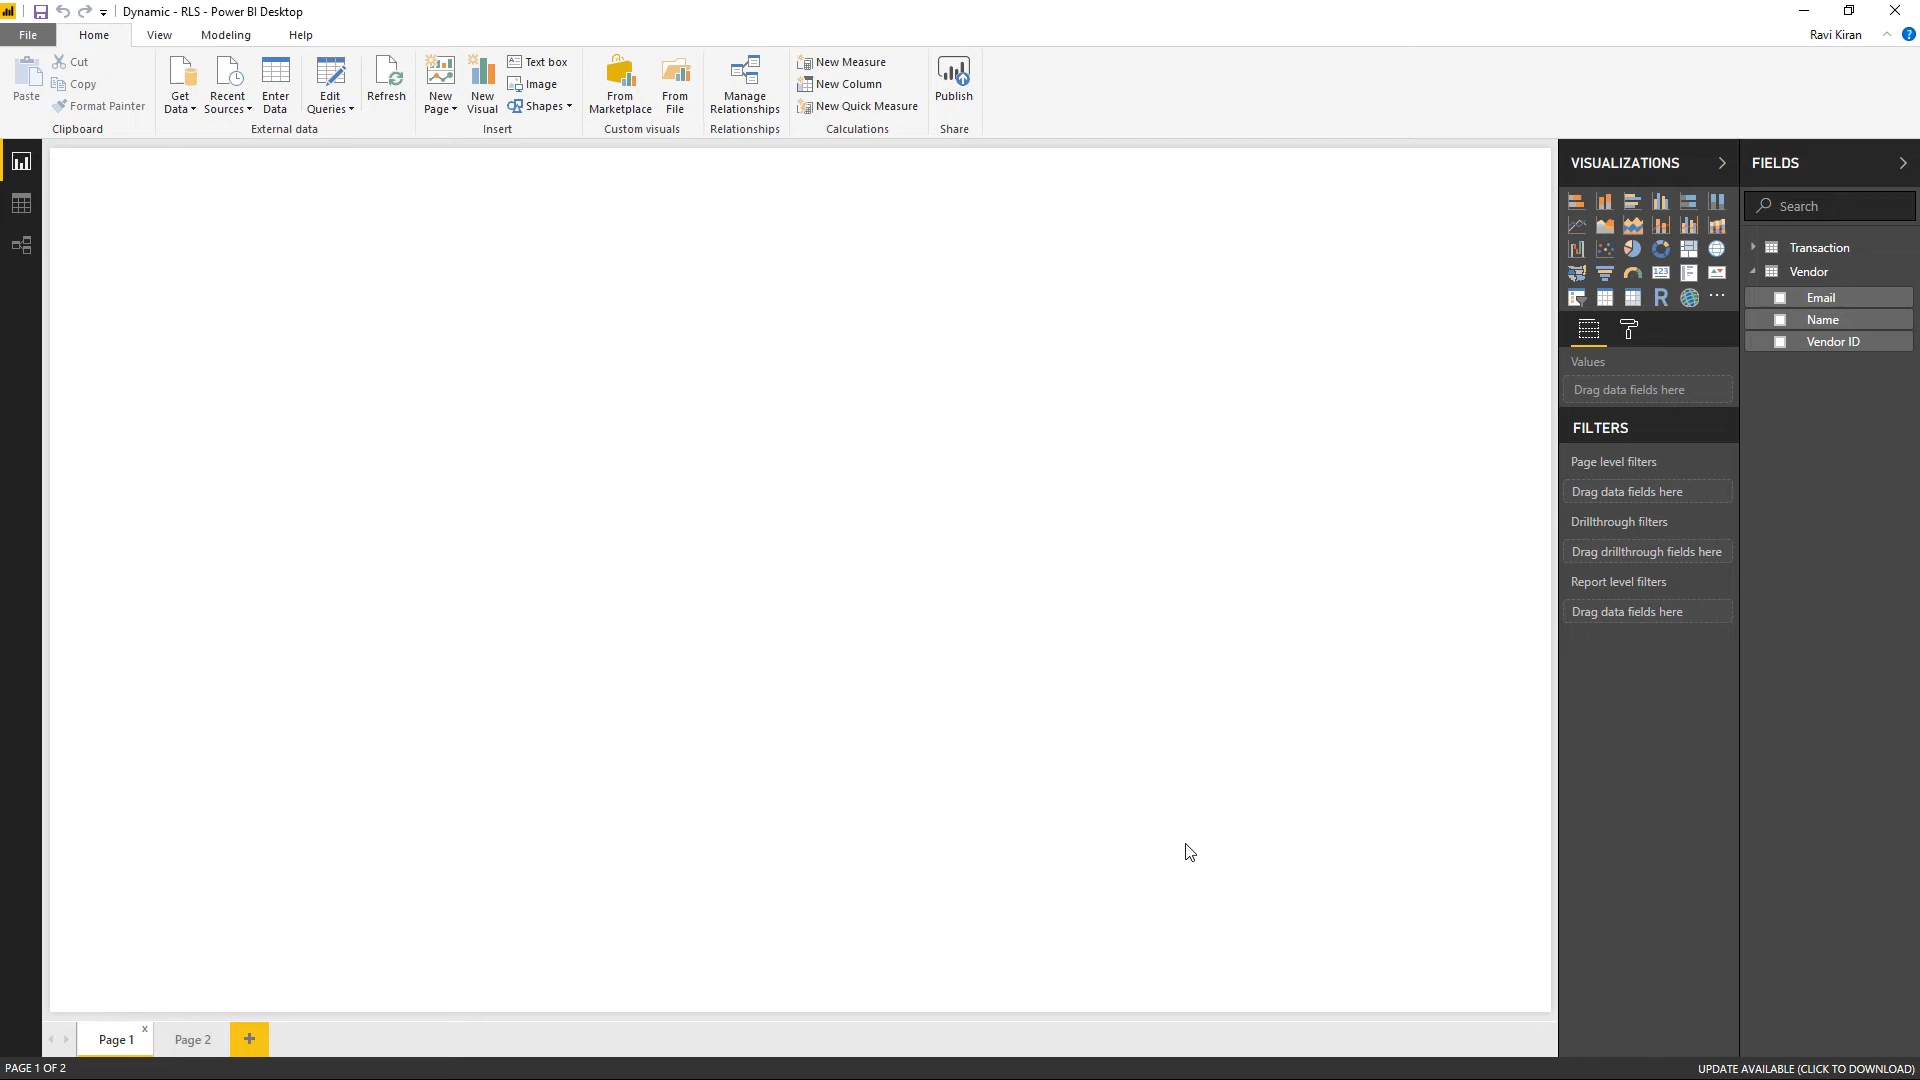 Dynamic - RLS - Power BI Desktop
File Home View Modeling Help
Ravi Kiran
?
Paste
Cut
Copy
Format Painter
Clipboard
Get Data
Recent Sources
Enter Data
Edit Queries
Refresh
External data
New Page
New Visual
Text box
Image
Shapes
Insert
From Marketplace
From File
Custom visuals
Manage Relationships
Relationships
New Measure
New Column
New Quick Measure
Calculations
Publish
Share
VISUALIZATIONS
123
R
Values
Drag data fields here
FILTERS
Page level filters
Drag data fields here
Drillthrough filters
Drag drillthrough fields here
Report level filters
Drag data fields here
FIELDS
Search
Transaction
Vendor
Email
Name
Vendor ID
Page 1 x
Page 2
+
PAGE 1 OF 2
UPDATE AVAILABLE (CLICK TO DOWNLOAD)